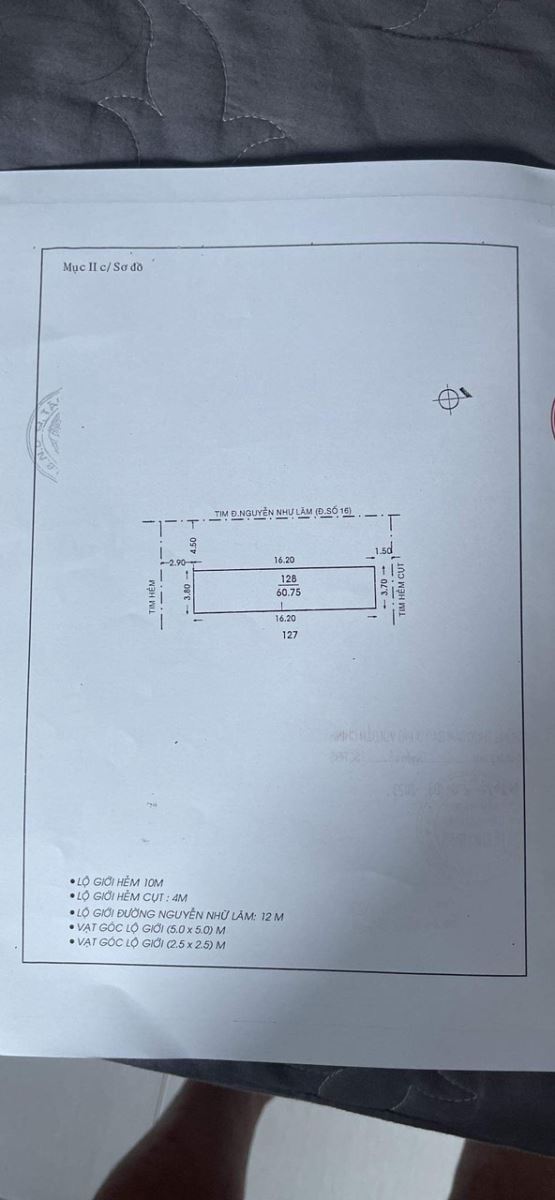 Mục II c/ Sơ đồ
TIM Đ.NGUYỄN NHƯ LÃM (Đ.SỐ 16)
4.50
2.90
16.20
1.50
TIM HẺM
3.80
128
60.75
3.70
TIM HẺM CỤT
16.20
127
• LỘ GIỚI HẺM 10M
• LỘ GIỚI HẺM CỤT : 4M
• LỘ GIỚI ĐƯỜNG NGUYỄN NHỮ LÃM: 12 M
• VẠT GÓC LỘ GIỚI (5.0 x 5.0) M
• VẠT GÓC LỘ GIỚI (2.5 x 2.5) M